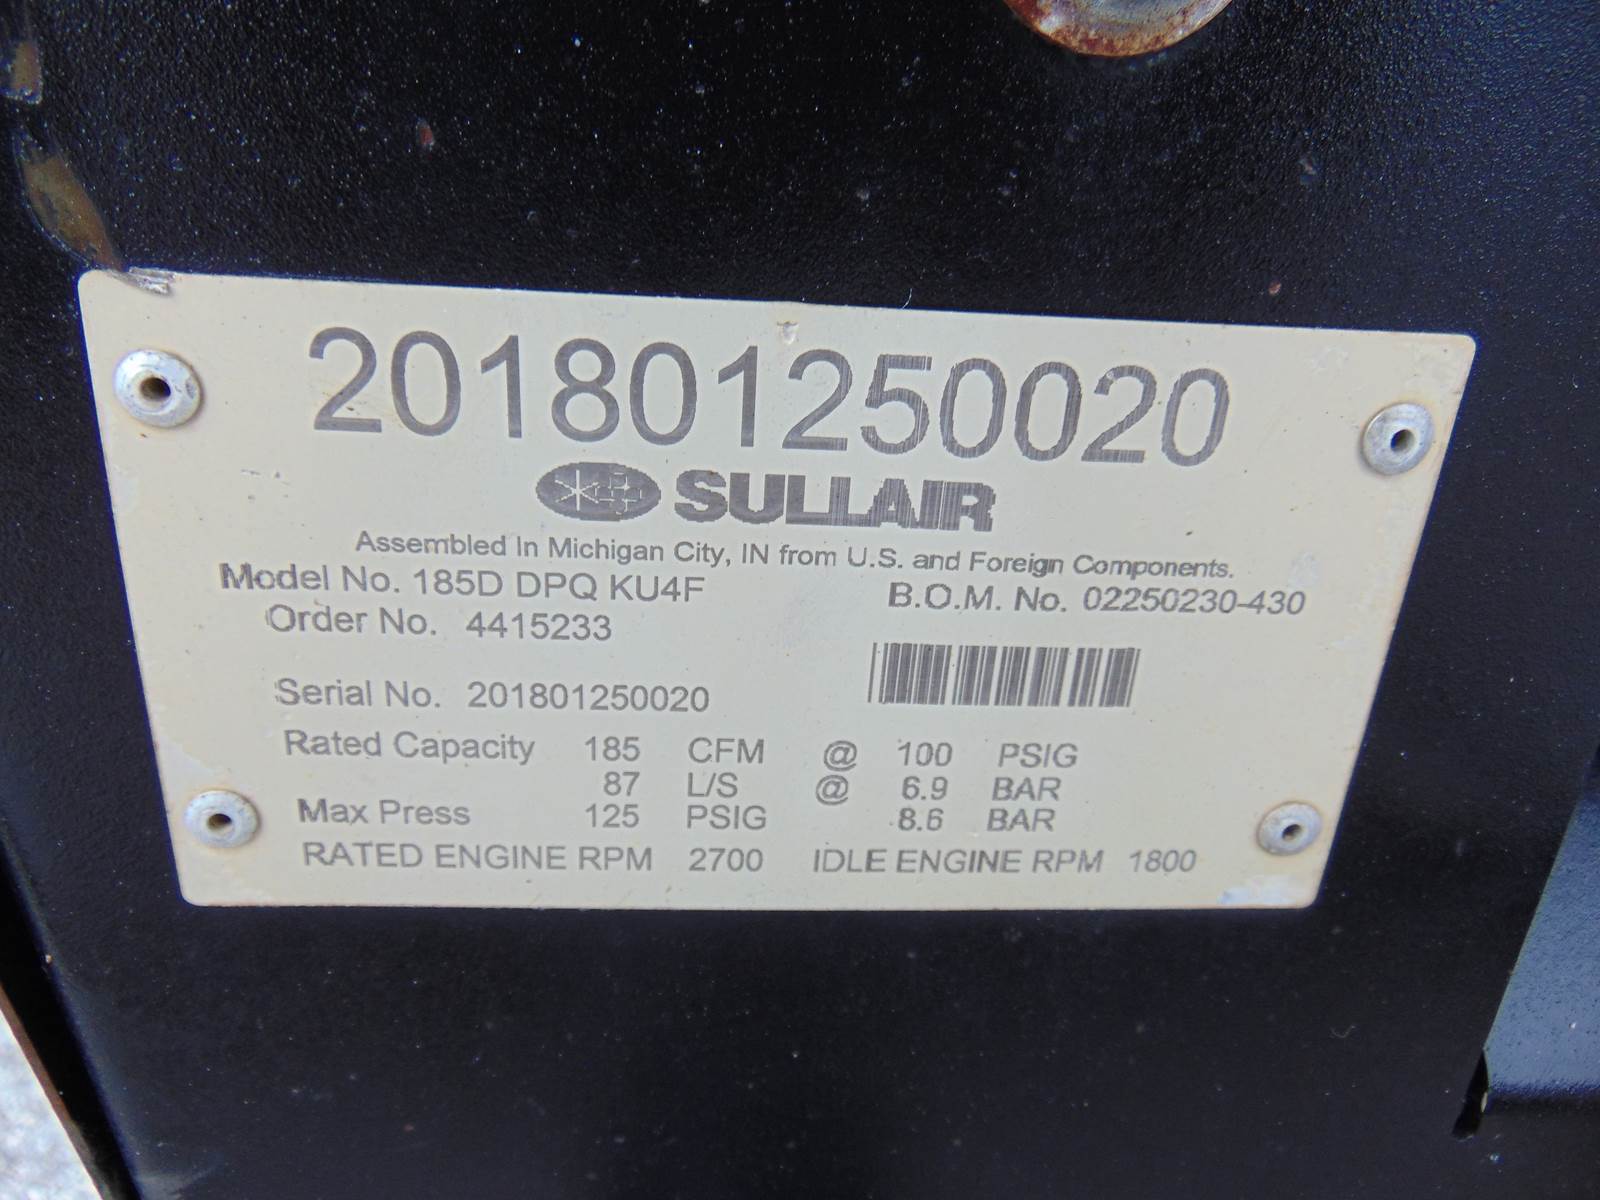 201801250020
SULLAIR
Assembled In Michigan City, IN from U.S. and Foreign Components.
Model No. 185D DPQ KU4F B.O.M. No. 02250230-430
Order No. 4415233
Serial No. 201801250020
Rated Capacity 185 CFM @ 100 PSIG
87 L/S @ 6.9 BAR
Max Press 125 PSIG 8.6 BAR
RATED ENGINE RPM 2700 IDLE ENGINE RPM 1800